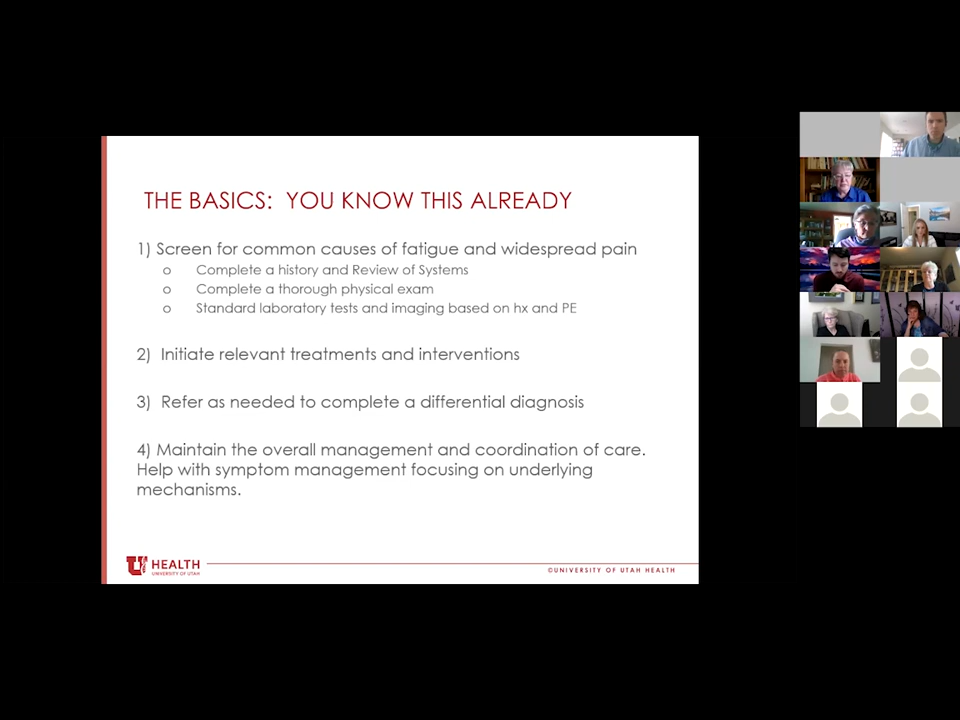 THE BASICS: YOU KNOW THIS ALREADY
1) Screen for common causes of fatigue and widespread pain
o Complete a history and Review of Systems
o Complete a thorough physical exam
o Standard laboratory tests and imaging based on hx and PE
2) Initiate relevant treatments and interventions
3) Refer as needed to complete a differential diagnosis
4) Maintain the overall management and coordination of care.
Help with symptom management focusing on underlying
mechanisms.
U HEALTH
UNIVERSITY OF UTAH
©UNIVERSITY OF UTAH HEALTH